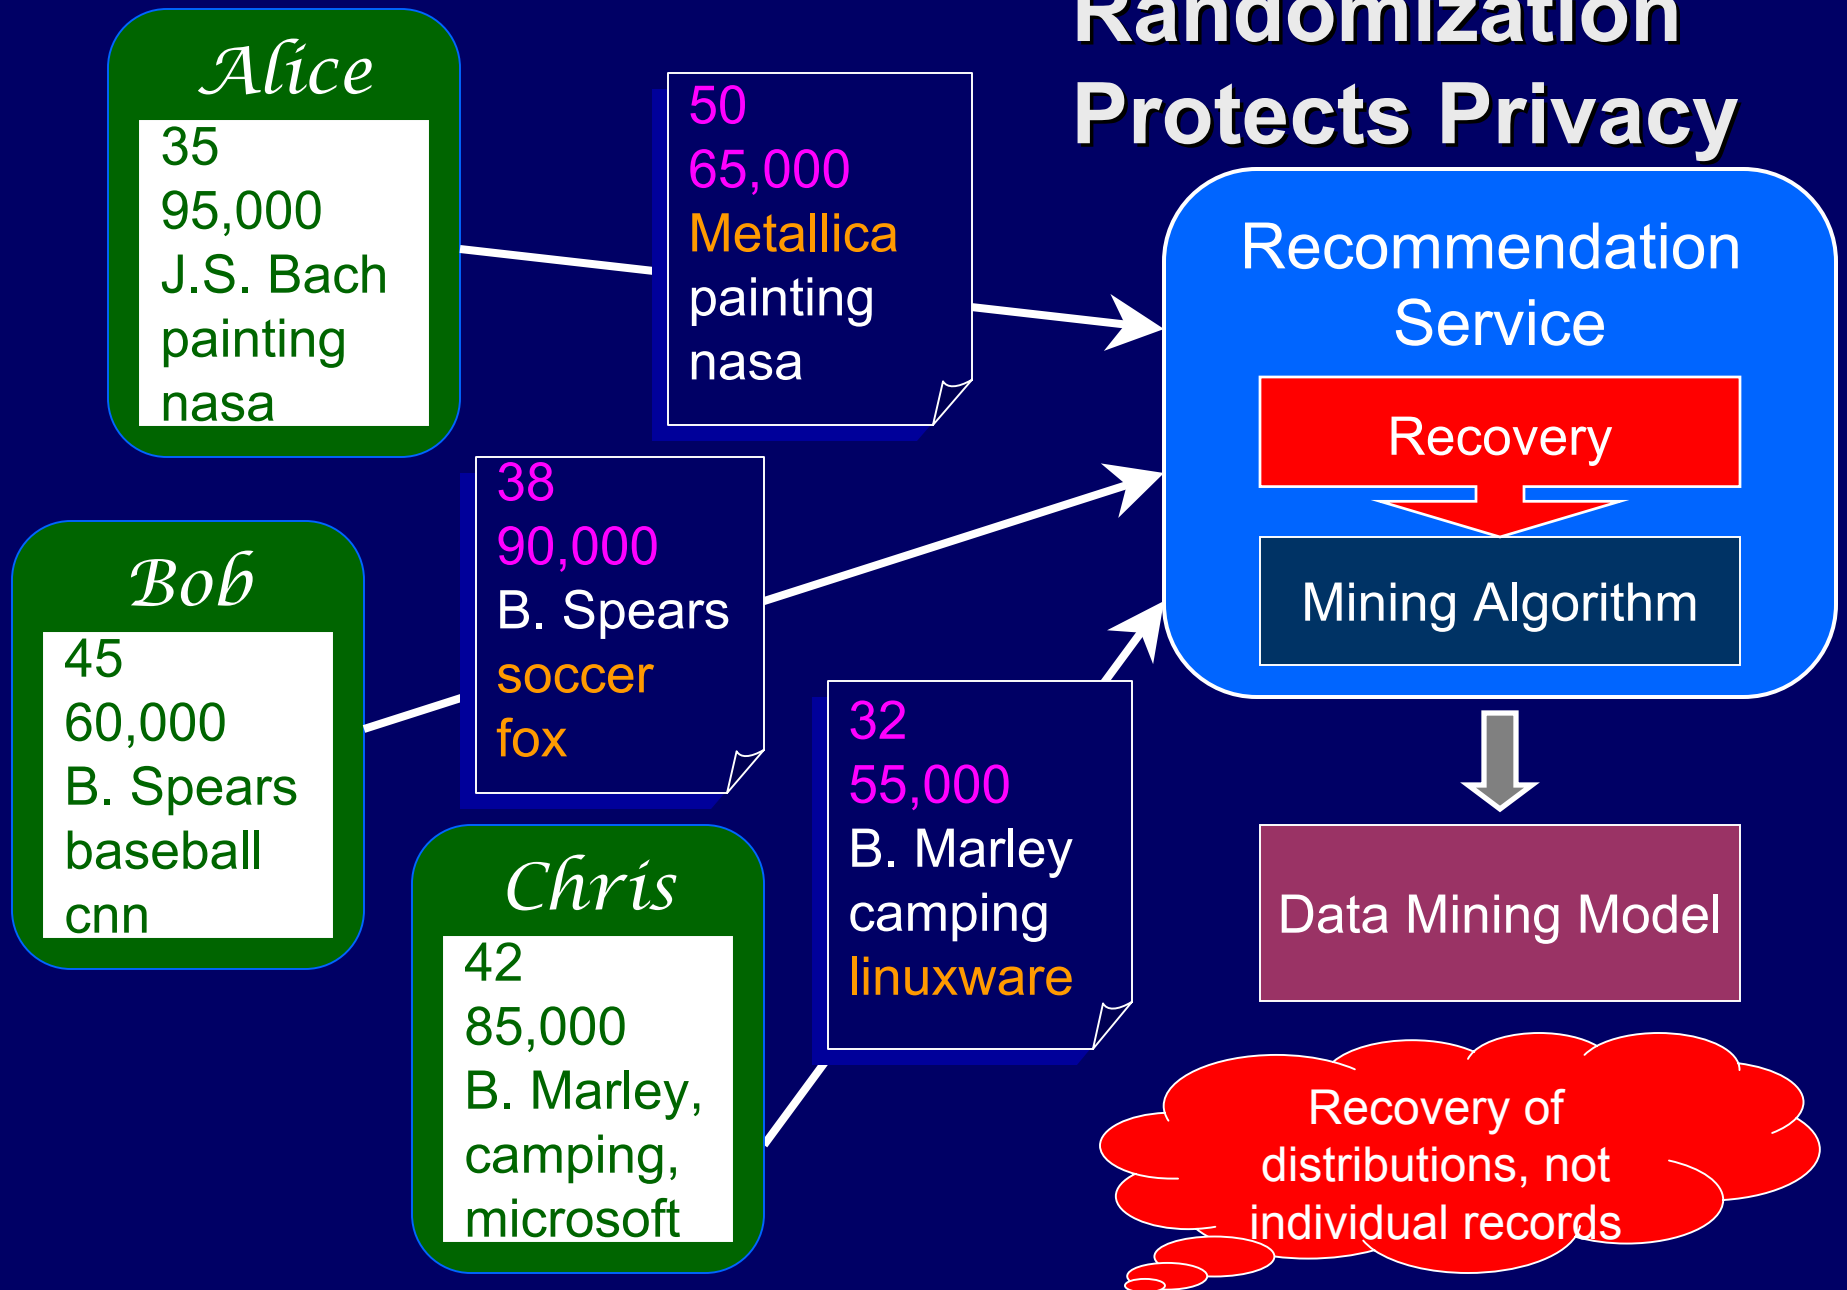 Randomization
Protects Privacy
Alice
35
95,000
J.S. Bach
painting
nasa
50
65,000
Metallica
painting
nasa
Bob
45
60,000
B. Spears
baseball
cnn
38
90,000
B. Spears
soccer
fox
Chris
42
85,000
B. Marley,
camping,
microsoft
32
55,000
B. Marley
camping
linuxware
Recommendation
Service
Recovery
Mining Algorithm
Data Mining Model
Recovery of
distributions, not
individual records